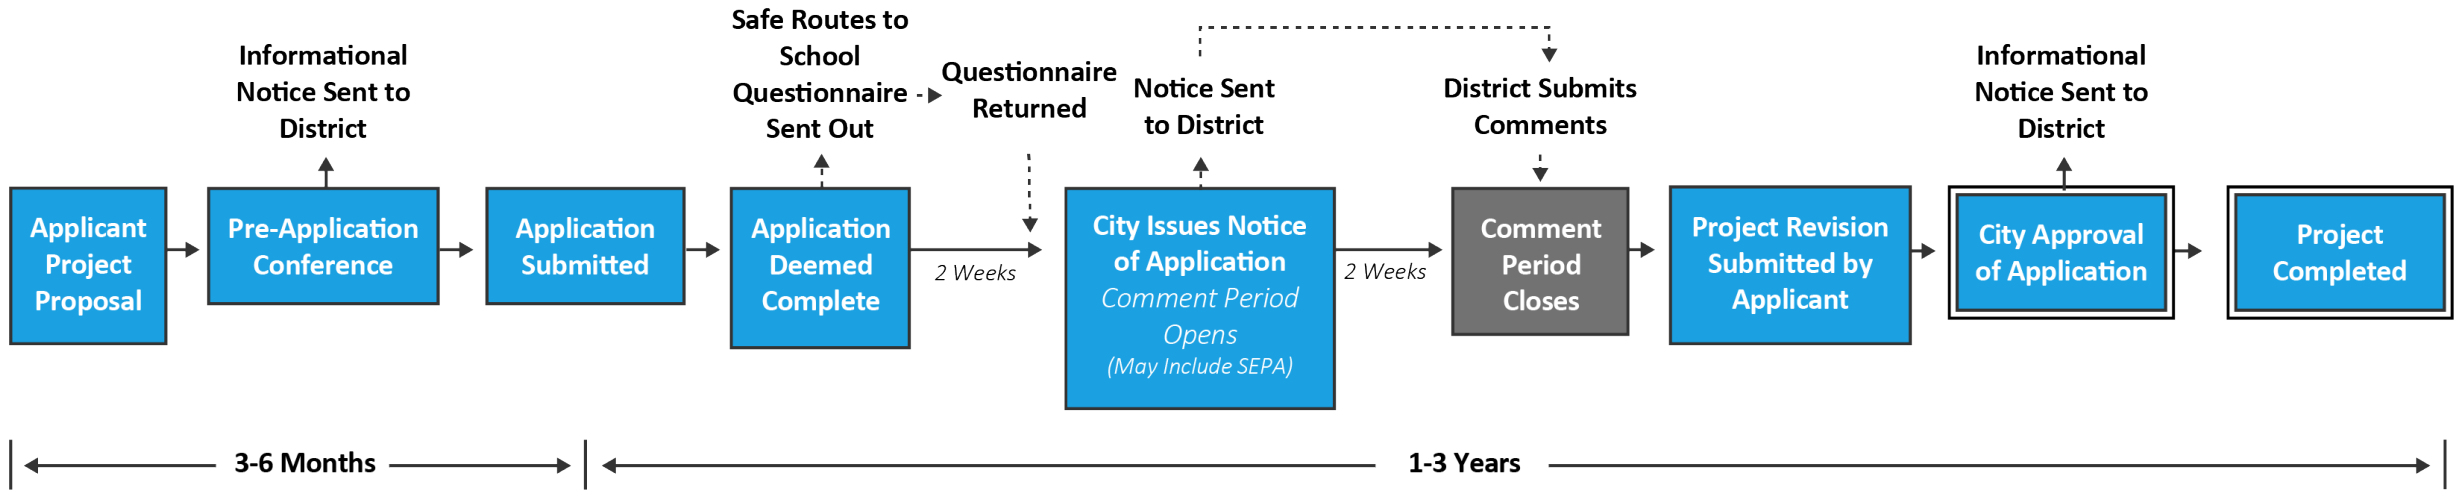 Informational
Notice Sent to
District
Safe Routes to
School
Questionnaire
Sent Out
Questionnaire
Returned
Notice Sent
to District
District Submits
Comments
Informational
Notice Sent to
District
Applicant
Project
Proposal
Pre-Application
Conference
Application
Submitted
Application
Deemed
Complete
2 Weeks
City Issues Notice
of Application
Comment Period
Opens
(May Include SEPA)
2 Weeks
Comment
Period
Closes
Project Revision
Submitted by
Applicant
City Approval
of Application
Project
Completed
3-6 Months
1-3 Years